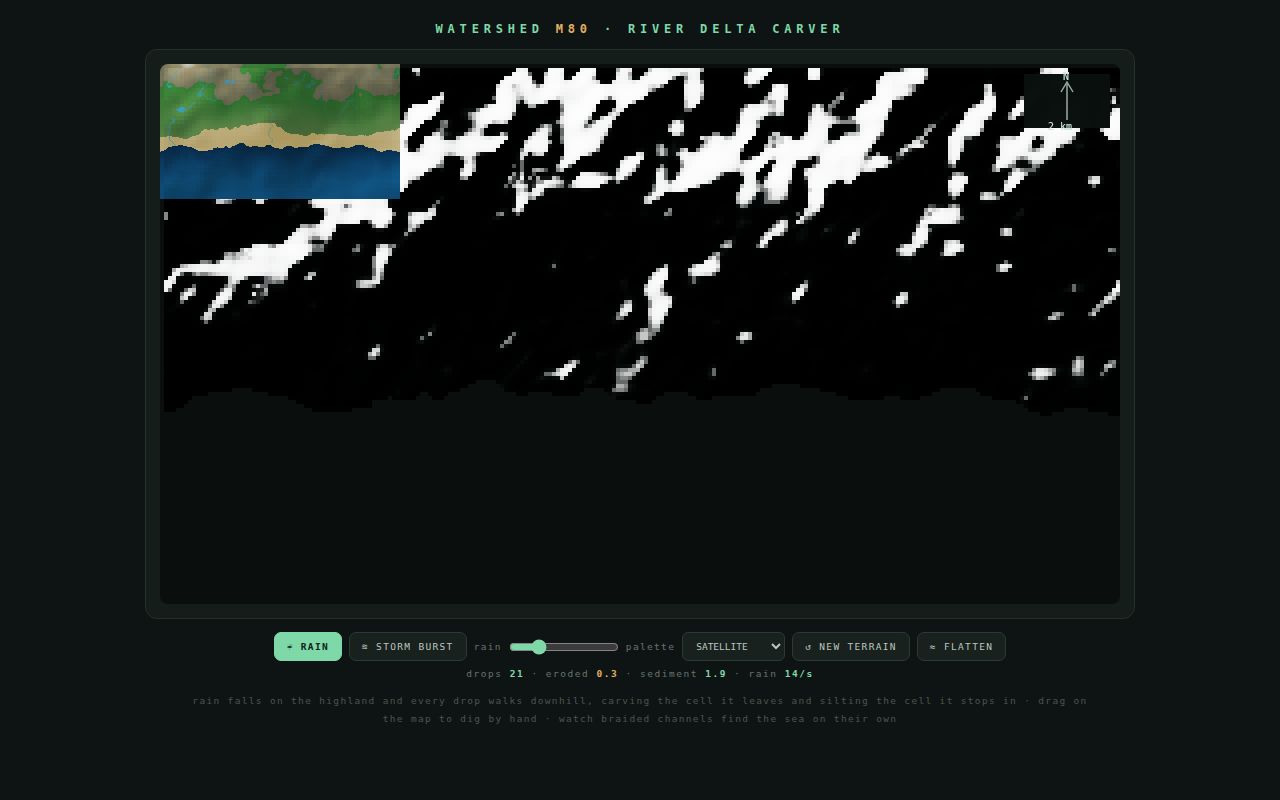 WATERSHED M80 · RIVER DELTA CARVER
N
2 km
RAIN
≋ STORM BURST
rain
palette
SATELLITE
↺ NEW TERRAIN
≈ FLATTEN
drops 21 · eroded 0.3 · sediment 1.9 · rain 14/s
rain falls on the highland and every drop walks downhill, carving the cell it leaves and silting the cell it stops in · drag on
the map to dig by hand · watch braided channels find the sea on their own